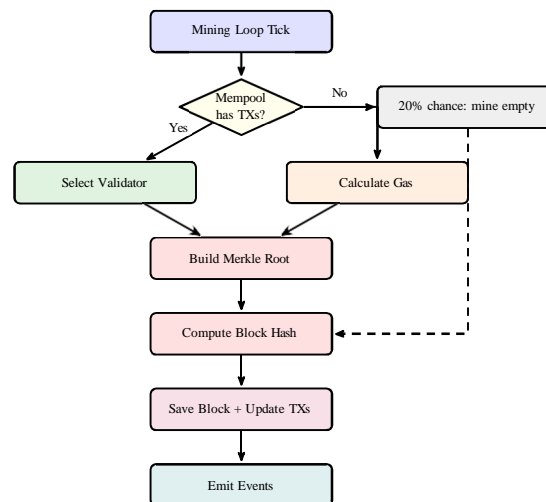 Mining Loop Tick
Mempool
has TXs?
No
20% chance: mine empty
Yes
Select Validator
Calculate Gas
Build Merkle Root
Compute Block Hash
Save Block + Update TXs
Emit Events